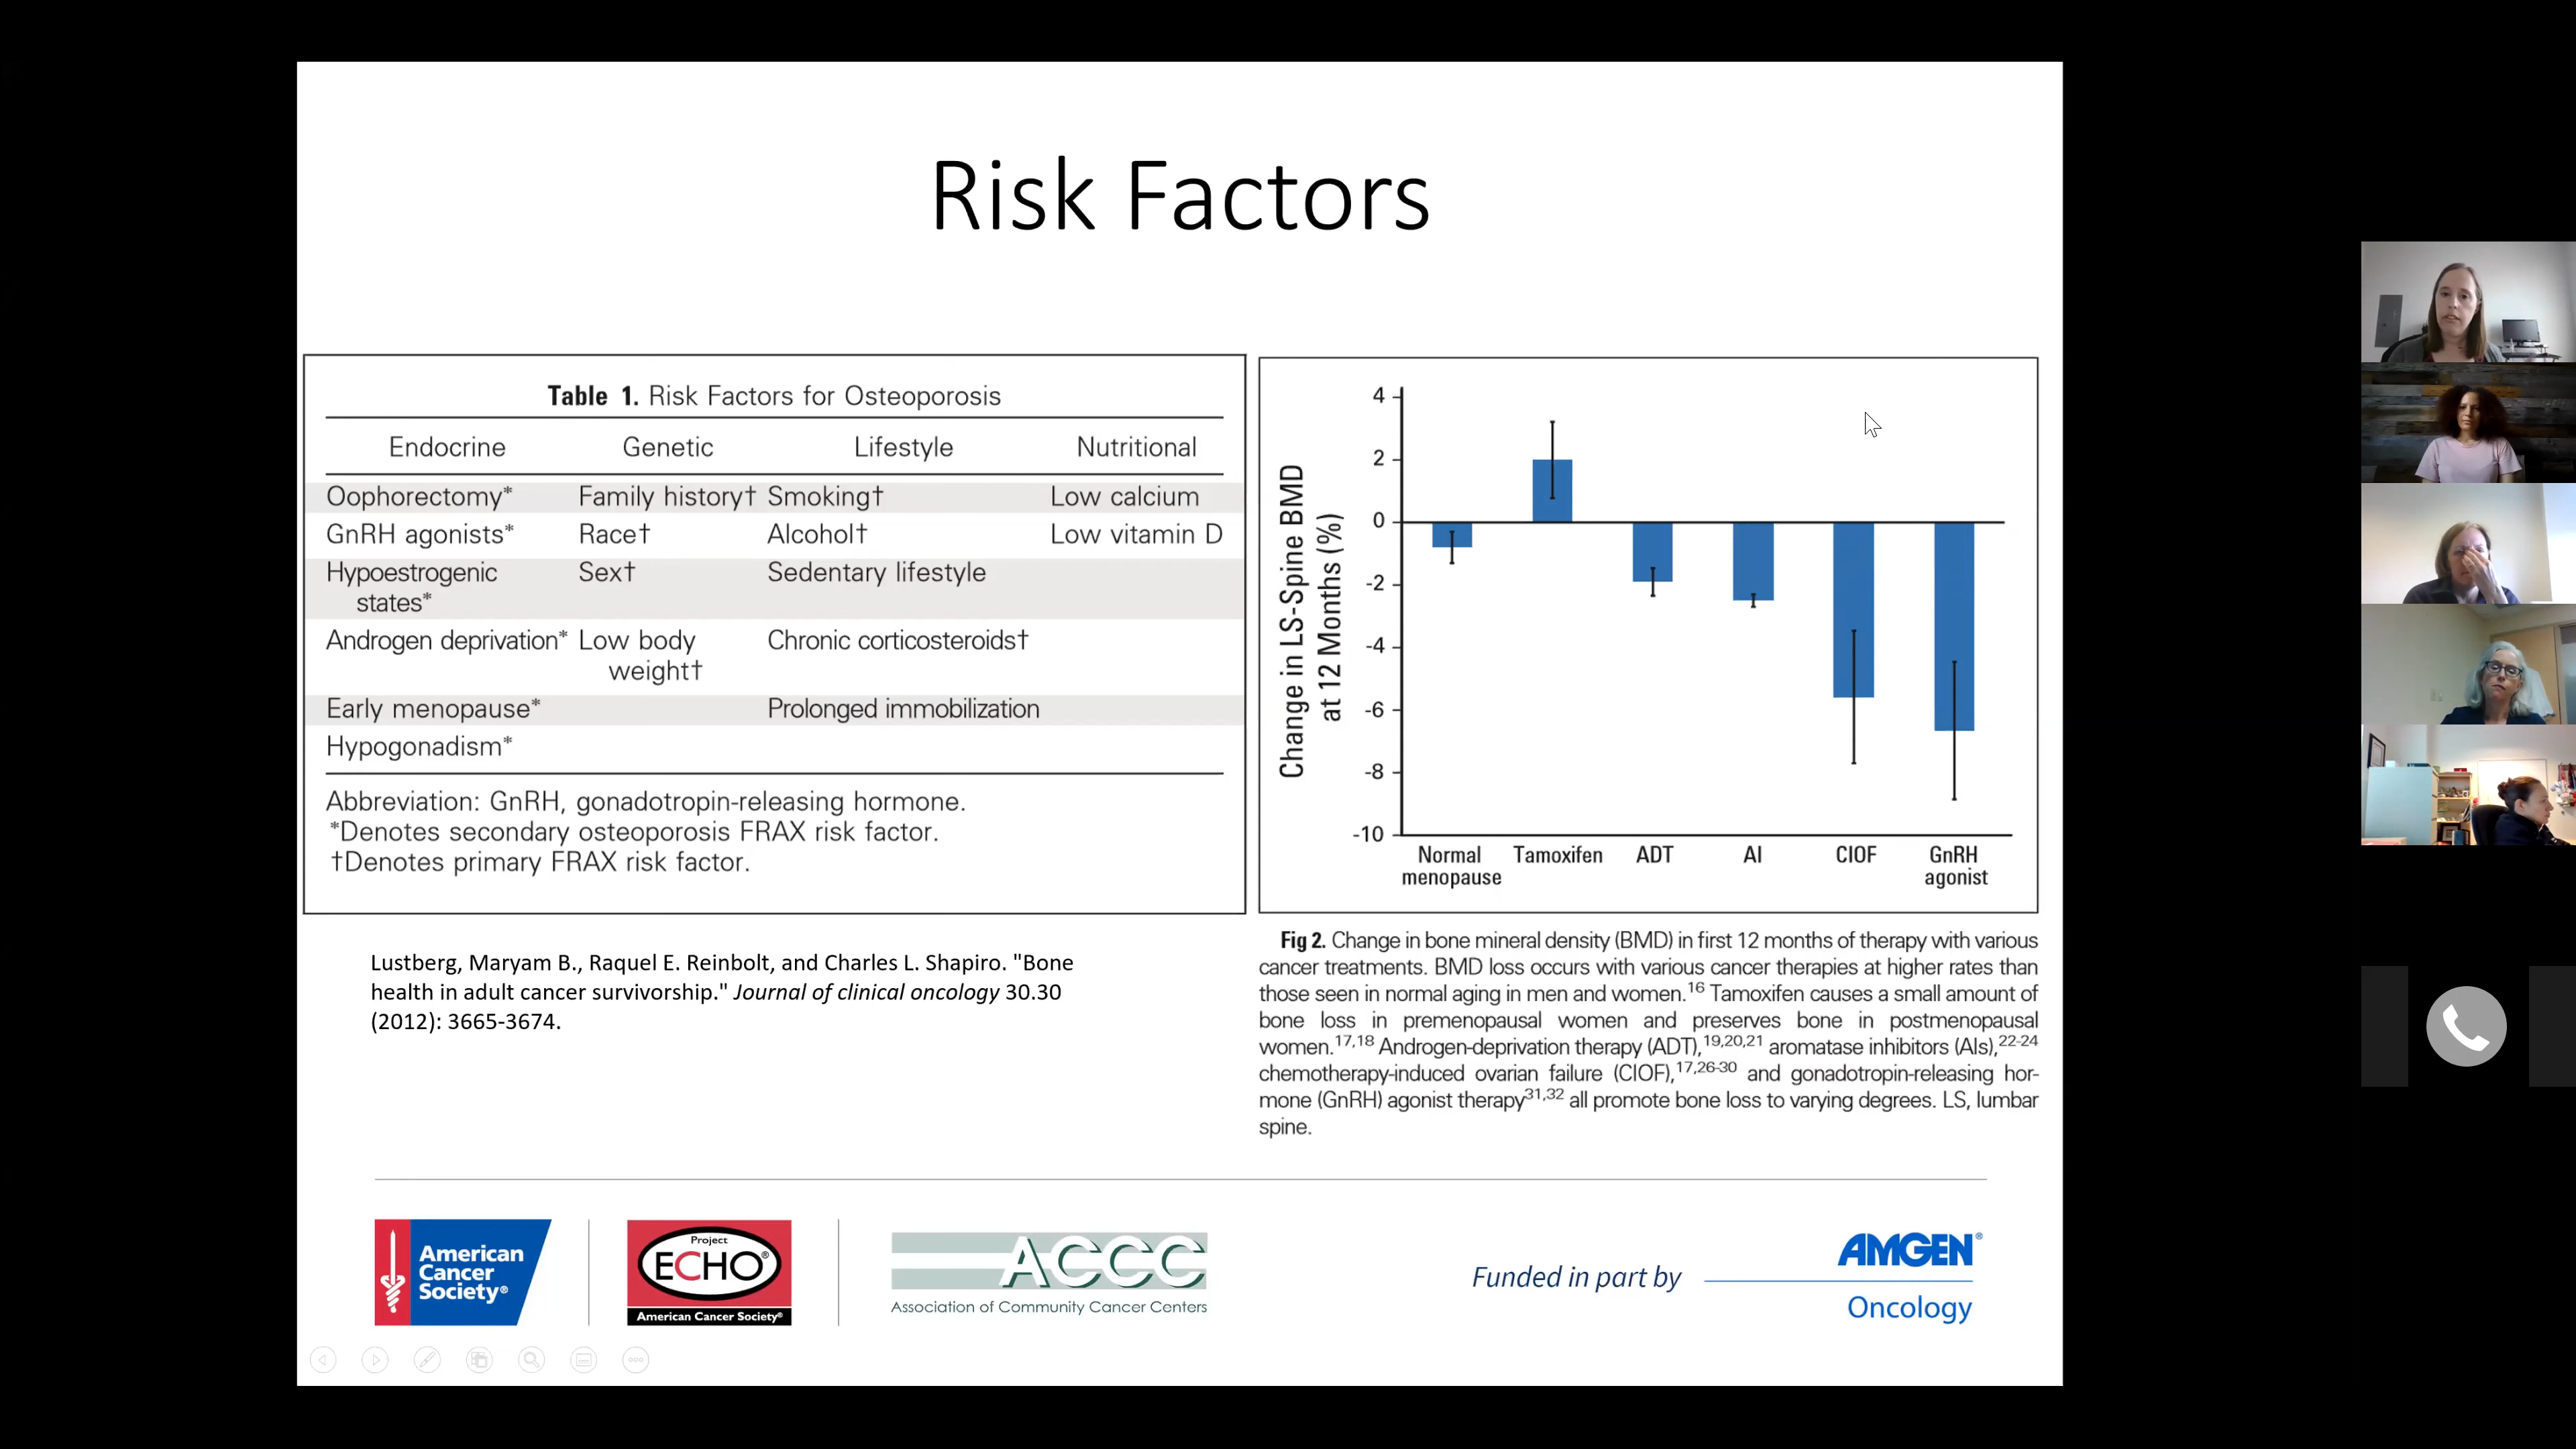 Risk Factors
Table 1. Risk Factors for Osteoporosis
Endocrine Genetic Lifestyle Nutritional
Oophorectomy* Family history† Smoking† Low calcium
GnRH agonists* Race† Alcohol† Low vitamin D
Hypoestrogenic Sex† Sedentary lifestyle
states*
Androgen deprivation* Low body Chronic corticosteroids†
weight†
Early menopause* Prolonged immobilization
Hypogonadism*
Abbreviation: GnRH, gonadotropin-releasing hormone.
*Denotes secondary osteoporosis FRAX risk factor.
†Denotes primary FRAX risk factor.
Lustberg, Maryam B., Raquel E. Reinbolt, and Charles L. Shapiro. "Bone
health in adult cancer survivorship." Journal of clinical oncology 30.30
(2012): 3665-3674.
Change in LS-Spine BMD
at 12 Months (%)
4
2
0
-2
-4
-6
-8
-10
Normal Tamoxifen ADT AI CIOF GnRH
menopause agonist
Fig 2. Change in bone mineral density (BMD) in first 12 months of therapy with various
cancer treatments. BMD loss occurs with various cancer therapies at higher rates than
those seen in normal aging in men and women.16 Tamoxifen causes a small amount of
bone loss in premenopausal women and preserves bone in postmenopausal
women.17,18 Androgen-deprivation therapy (ADT),19,20,21 aromatase inhibitors (AIs),22-24
chemotherapy-induced ovarian failure (CIOF),17,26-30 and gonadotropin-releasing hor-
mone (GnRH) agonist therapy31,32 all promote bone loss to varying degrees. LS, lumbar
spine.
American
Cancer
Society®
Project
ECHO®
American Cancer Society®
ACCC
Association of Community Cancer Centers
Funded in part by
AMGEN®
Oncology